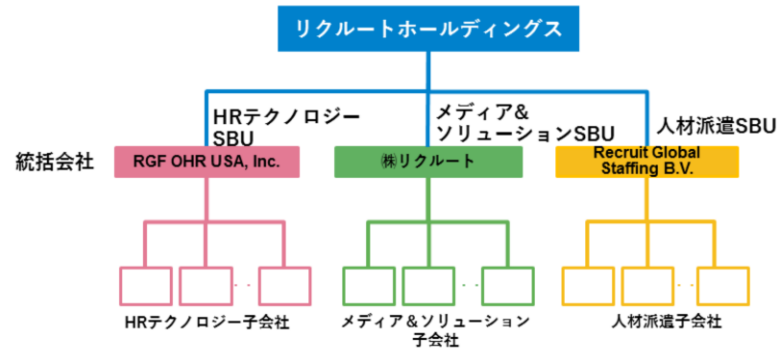 リクルートホールディングス
HRテクノロジー
SBU
メディア&
ソリューションSBU
人材派遣SBU
統括会社
RGF OHR USA, Inc.
㈱リクルート
Recruit Global
Staffing B.V.
HRテクノロジー子会社
メディア＆ソリューション
子会社
人材派遣子会社